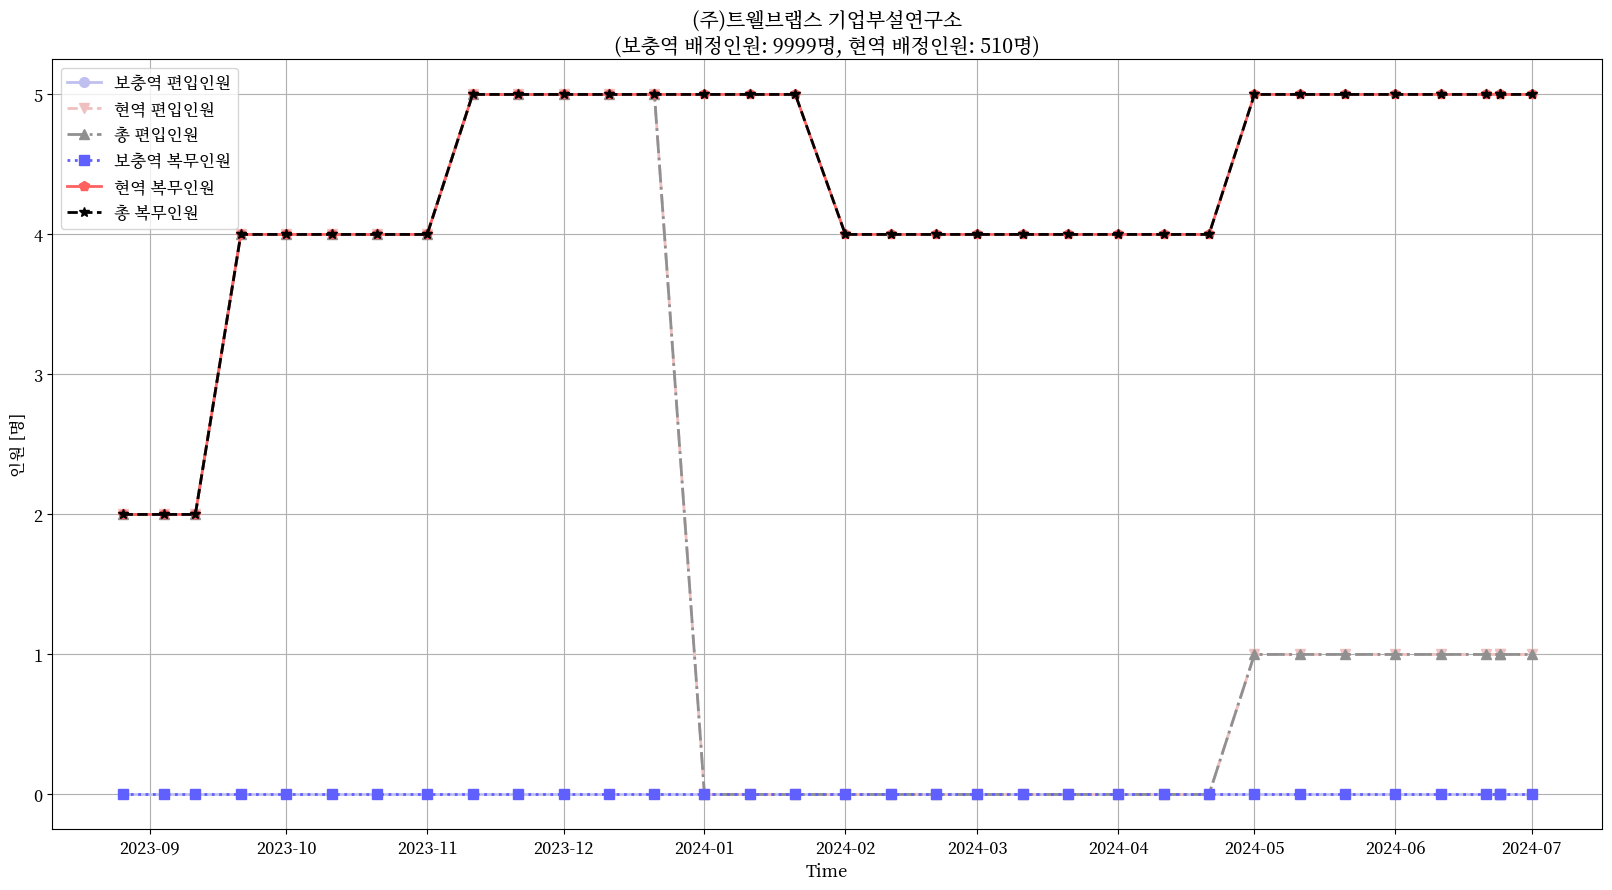 (주)트웰브랩스 기업부설연구소
(보충역 배정인원: 9999명, 현역 배정인원: 510명)
보충역 편입인원
현역 편입인원
총 편입인원
보충역 복무인원
현역 복무인원
총 복무인원
5
4
3
2
1
0
인원 [명]
2023-09 2023-10 2023-11 2023-12 2024-01 2024-02 2024-03 2024-04 2024-05 2024-06 2024-07
Time